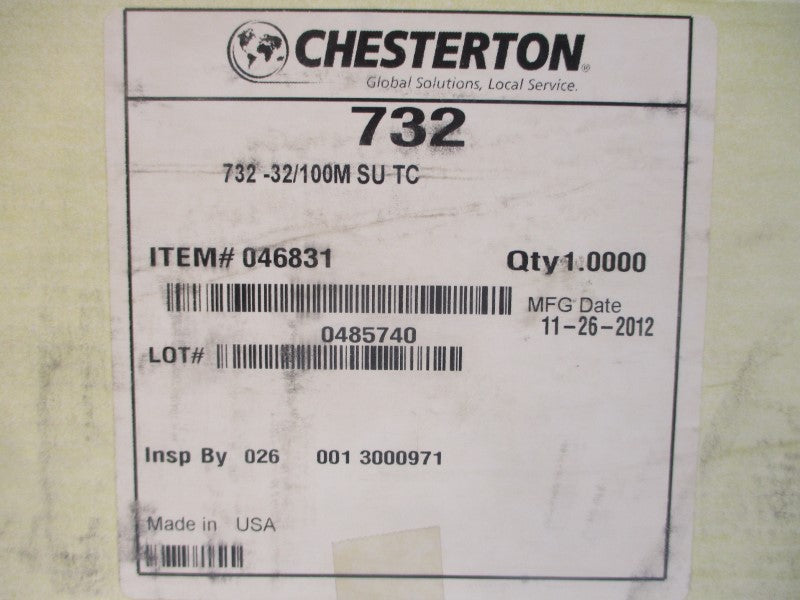 CHESTERTON®
Global Solutions, Local Service.
732
732 -32/100M SU TC
ITEM# 046831 Qty1.0000
MFG Date
11-26-2012
0485740
LOT#
Insp By 026 001 3000971
Made in USA